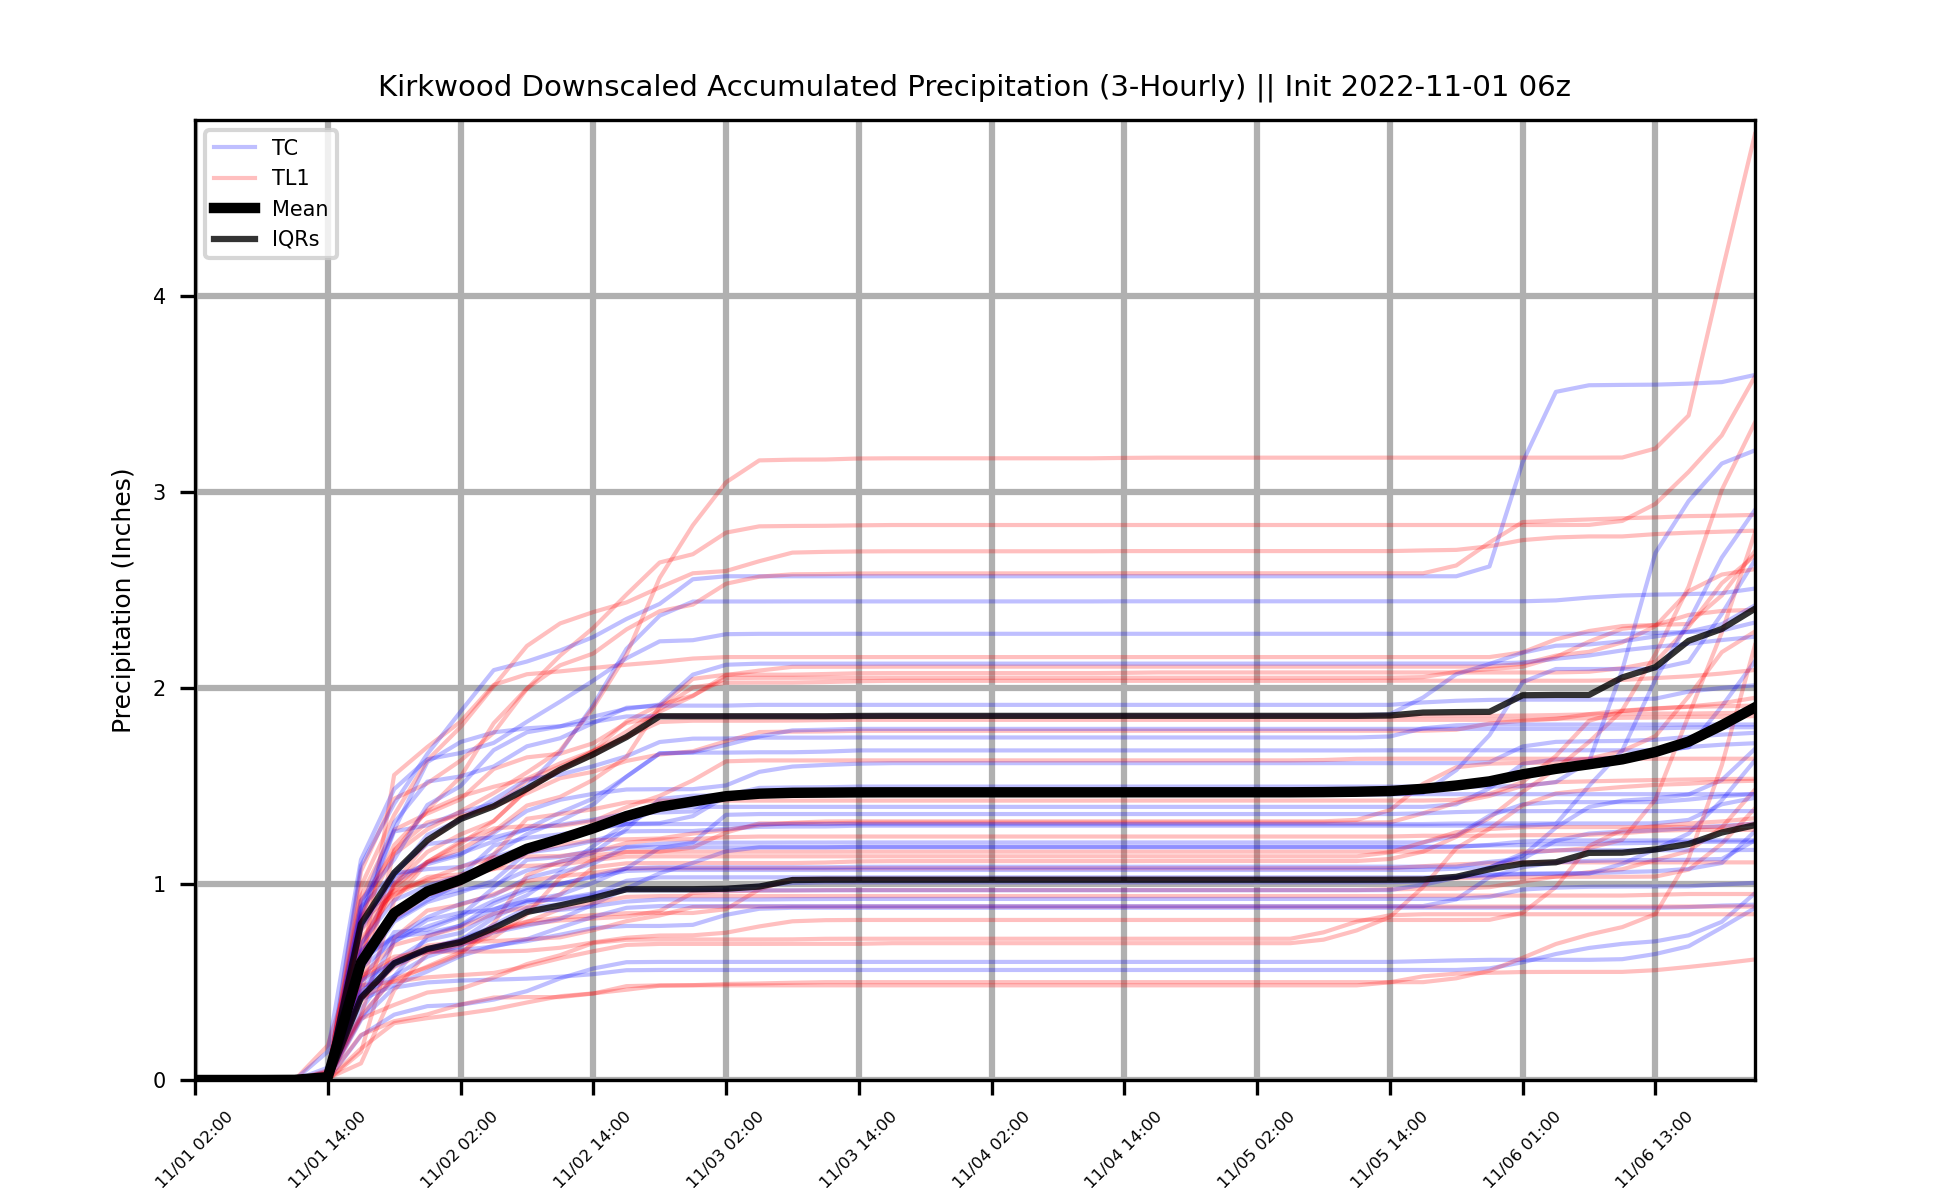 Kirkwood Downscaled Accumulated Precipitation (3-Hourly) || Init 2022-11-01 06z
TC
TL1
Mean
IQRs
Precipitation (Inches)
4
3
2
1
0
11/01 02:00
11/01 14:00
11/02 02:00
11/02 14:00
11/03 02:00
11/03 14:00
11/04 02:00
11/04 14:00
11/05 02:00
11/05 14:00
11/06 01:00
11/06 13:00